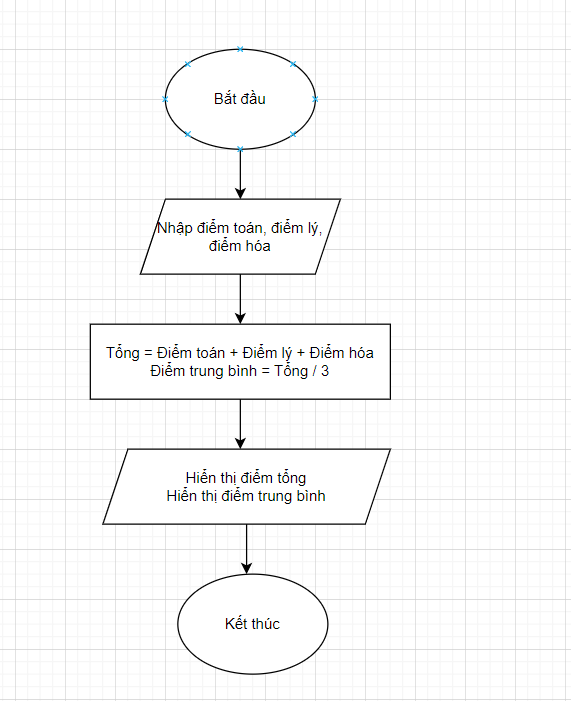 Bắt đầu
Nhập điểm toán, điểm lý,
điểm hóa
Tổng = Điểm toán + Điểm lý + Điểm hóa
Điểm trung bình = Tổng / 3
Hiển thị điểm tổng
Hiển thị điểm trung bình
Kết thúc